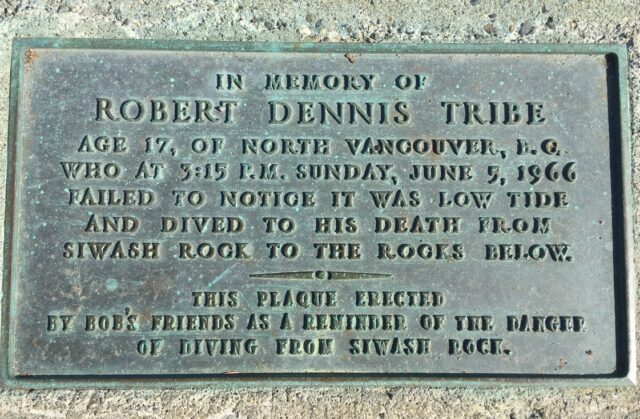 IN MEMORY OF
ROBERT DENNIS TRIBE
AGE 17, OF NORTH VANCOUVER, B.C.
WHO AT 3:15 P.M. SUNDAY, JUNE 5, 1966
FAILED TO NOTICE IT WAS LOW TIDE
AND DIVED TO HIS DEATH FROM
SIWASH ROCK TO THE ROCKS BELOW.
THIS PLAQUE ERECTED
BY BOB'S FRIENDS AS A REMINDER OF THE DANGER
OF DIVING FROM SIWASH ROCK.